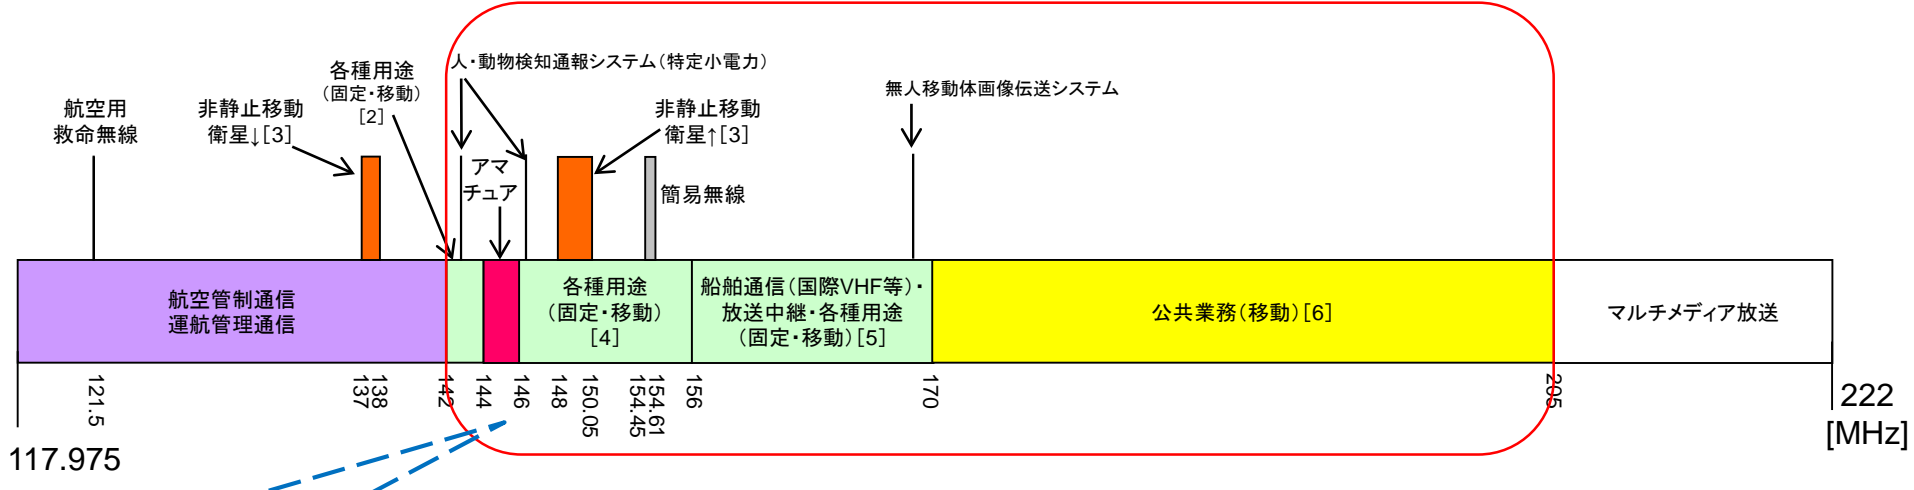 人・動物検知通報システム(特定小電力)
各種用途
(固定・移動)
[2]
無人移動体画像伝送システム
航空用
救命無線
非静止移動
衛星↓[3]
非静止移動
衛星↑[3]
アマ
チュア
簡易無線
航空管制通信
運航管理通信
各種用途
(固定・移動)
[4]
船舶通信(国際VHF等)・
放送中継・各種用途
(固定・移動)[5]
公共業務(移動)[6]
マルチメディア放送
117.975
121.5
137
138
142
144
146
148
150.05
154.45
154.61
156
170
205
222
[MHz]